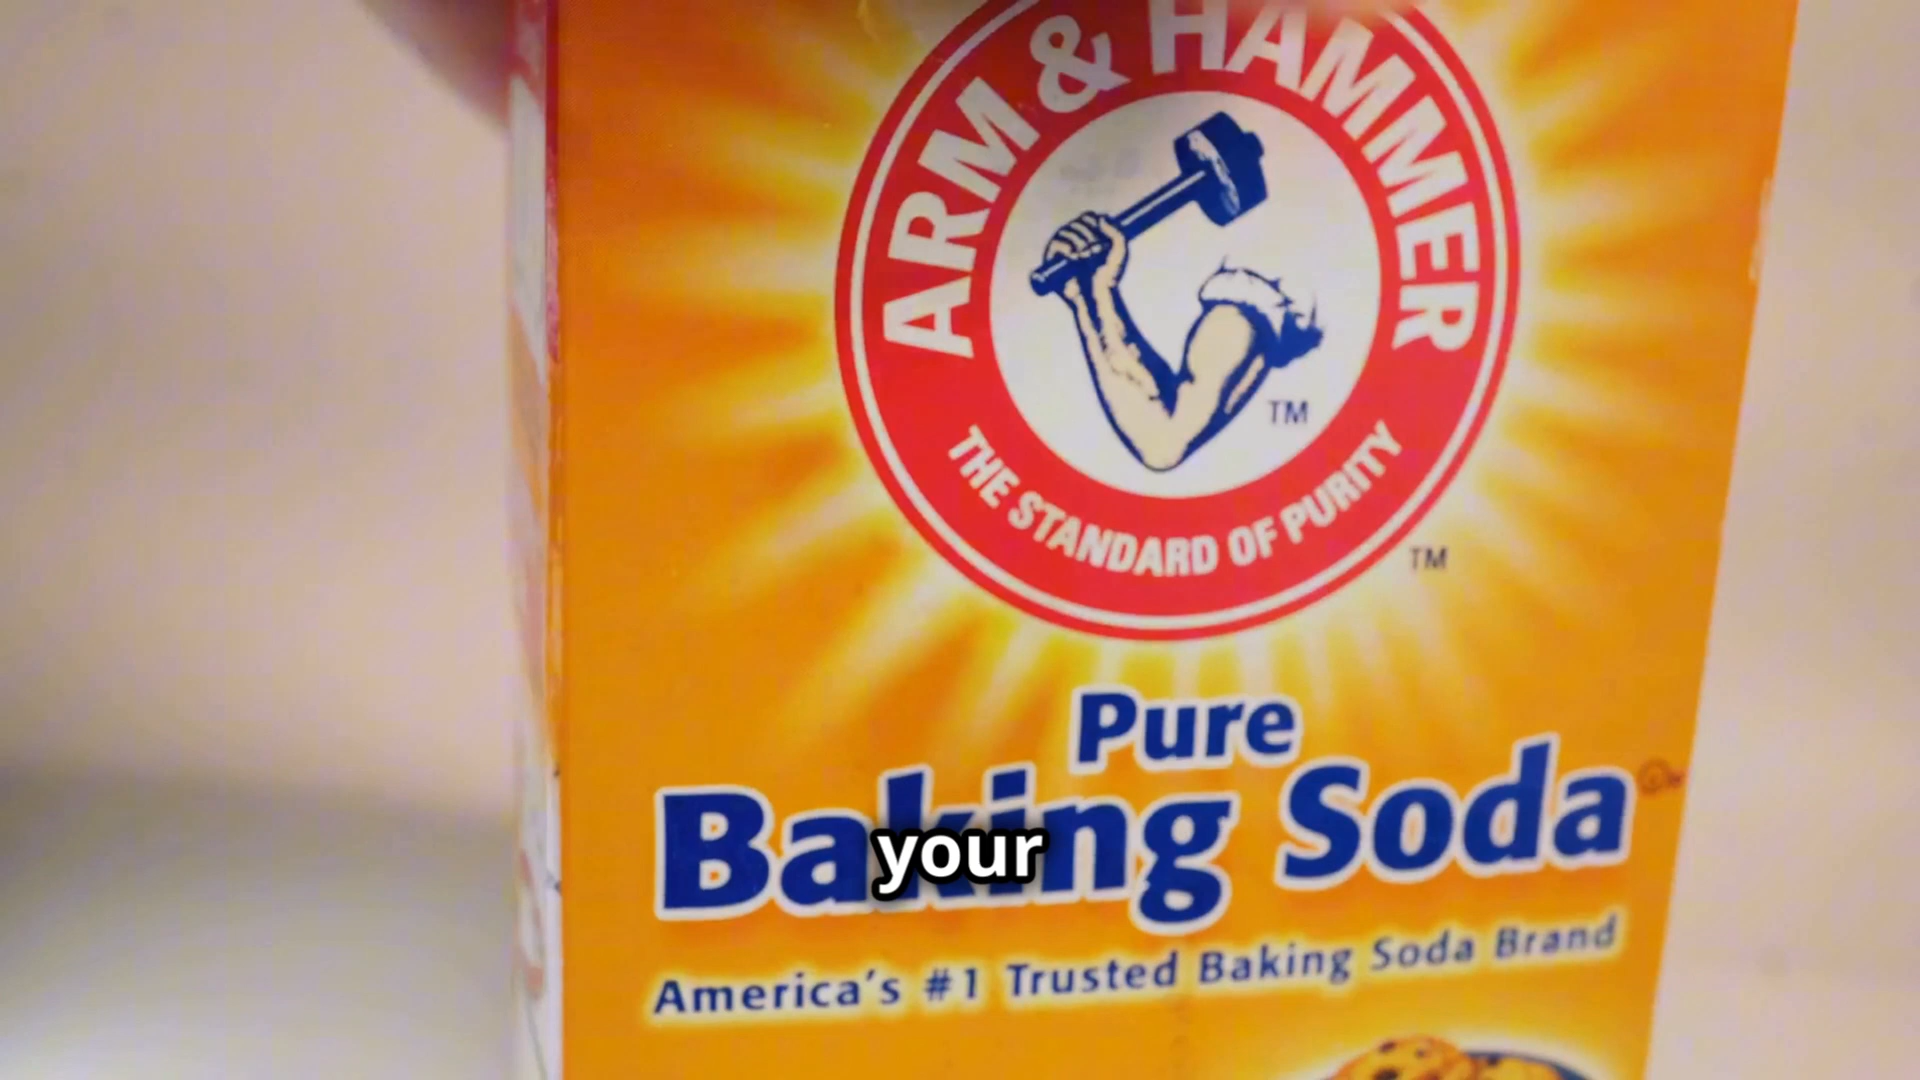 ARM & HAMMER
TM
THE STANDARD OF PURITY
TM
Pure
Baking Soda
your
America's #1 Trusted Baking Soda Brand